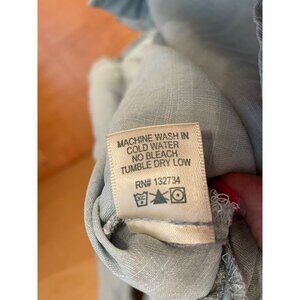 MACHINE WASH IN
COLD WATER
NO BLEACH
TUMBLE DRY LOW
RN# 132734